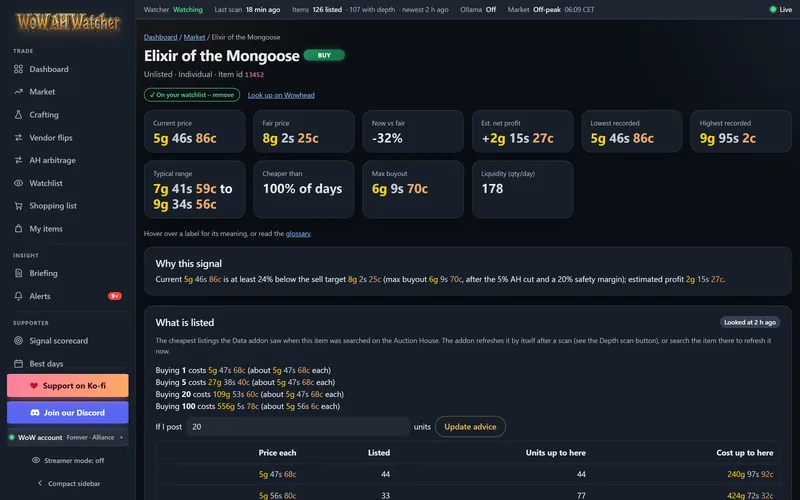 Watcher Watching Last scan 18 min ago Items 126 listed · 107 with depth · newest 2 h ago Ollama Off Market Off-peak 06:09 CET Live
WoW AH Watcher
TRADE
Dashboard
Market
Crafting
Vendor flips
AH arbitrage
Watchlist
Shopping list
My items
INSIGHT
Briefing
Alerts 9+
SUPPORTER
Signal scorecard
Best days
Support on Ko-fi
Join our Discord
WoW account Forever · Alliance
Streamer mode: off
Compact sidebar
Dashboard / Market / Elixir of the Mongoose
Elixir of the Mongoose BUY
Unlisted · Individual · Item id 13452
✓ On your watchlist – remove Look up on Wowhead
Current price
5g 46s 86c
Fair price
8g 2s 25c
Now vs fair
-32%
Est. net profit
+2g 15s 27c
Lowest recorded
5g 46s 86c
Highest recorded
9g 95s 2c
Typical range
7g 41s 59c to
9g 34s 56c
Cheaper than
100% of days
Max buyout
6g 9s 70c
Liquidity (qty/day)
178
Hover over a label for its meaning, or read the glossary.
Why this signal
Current 5g 46s 86c is at least 24% below the sell target 8g 2s 25c (max buyout 6g 9s 70c, after the 5% AH cut and a 20% safety margin); estimated profit 2g 15s 27c.
What is listed Looked at 2 h ago
The cheapest listings the Data addon saw when this item was searched on the Auction House. The addon refreshes it by itself after a scan (see the Depth scan button), or search the item there to refresh it
now.
Buying 1 costs 5g 47s 68c (about 5g 47s 68c each)
Buying 5 costs 27g 38s 40c (about 5g 47s 68c each)
Buying 20 costs 109g 53s 60c (about 5g 47s 68c each)
Buying 100 costs 556g 5s 78c (about 5g 56s 6c each)
If I post 20 units Update advice
Price each Listed Units up to here Cost up to here
5g 47s 68c 44 44 240g 97s 92c
5g 56s 80c 33 77 424g 72s 32c